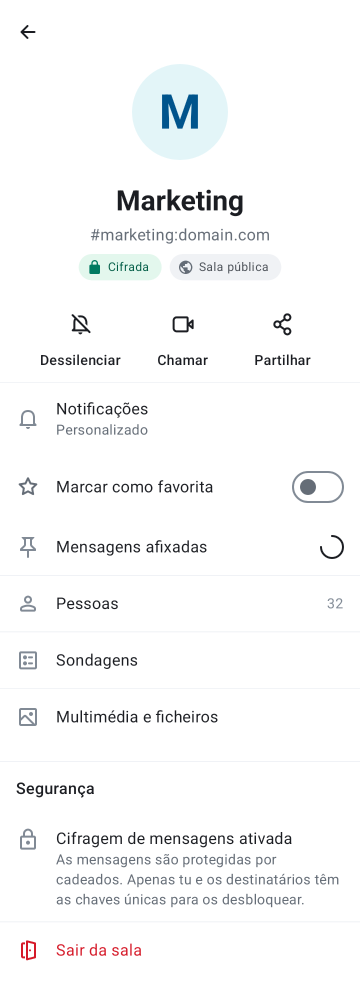 M
Marketing
#marketing:domain.com
Cifrada
Sala pública
Dessilenciar
Chamar
Partilhar
Notificações
Personalizado
Marcar como favorita
Mensagens afixadas
Pessoas
32
Sondagens
Multimédia e ficheiros
Segurança
Cifragem de mensagens ativada
As mensagens são protegidas por
cadeados. Apenas tu e os destinatários têm
as chaves únicas para os desbloquear.
Sair da sala